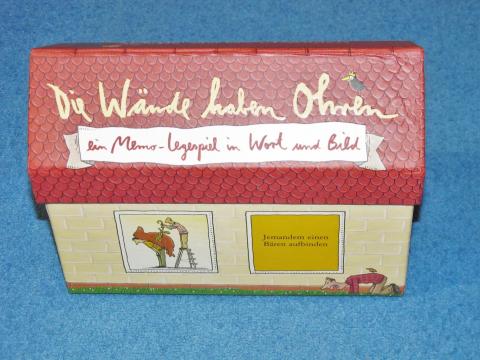 Die Wände haben Ohren
ein Memo-Legespiel in Wort und Bild
Jemandem einen
Bären aufbinden